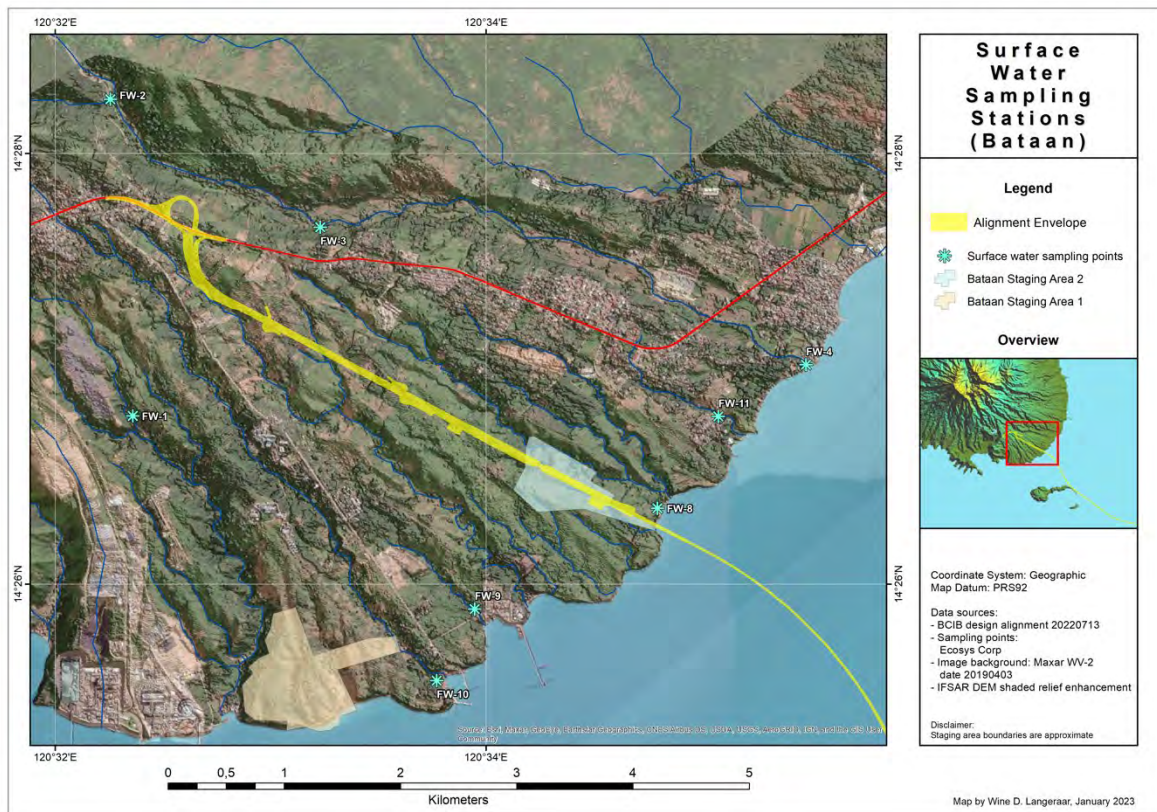 120°32'E
120°34'E
14°28'N
14°28'N
14°26'N
14°26'N
120°32'E
120°34'E
FW-2
FW-3
FW-4
FW-11
FW-1
FW-8
FW-9
FW-10
Community
0 0,5 1 2 3 4 5
Kilometers
Surface
Water
Sampling
Stations
(Bataan)
Legend
Alignment Envelope
Surface water sampling points
Bataan Staging Area 2
Bataan Staging Area 1
Overview
Coordinate System: Geographic
Map Datum: PRS92
Data sources:
- BCIB design alignment 20220713
- Sampling points:
Ecosys Corp
- Image background: Maxar WV-2
date 20190403
- IFSAR DEM shaded relief enhancement
Disclaimer:
Staging area boundaries are approximate
Map by Wine D. Langeraar, January 2023